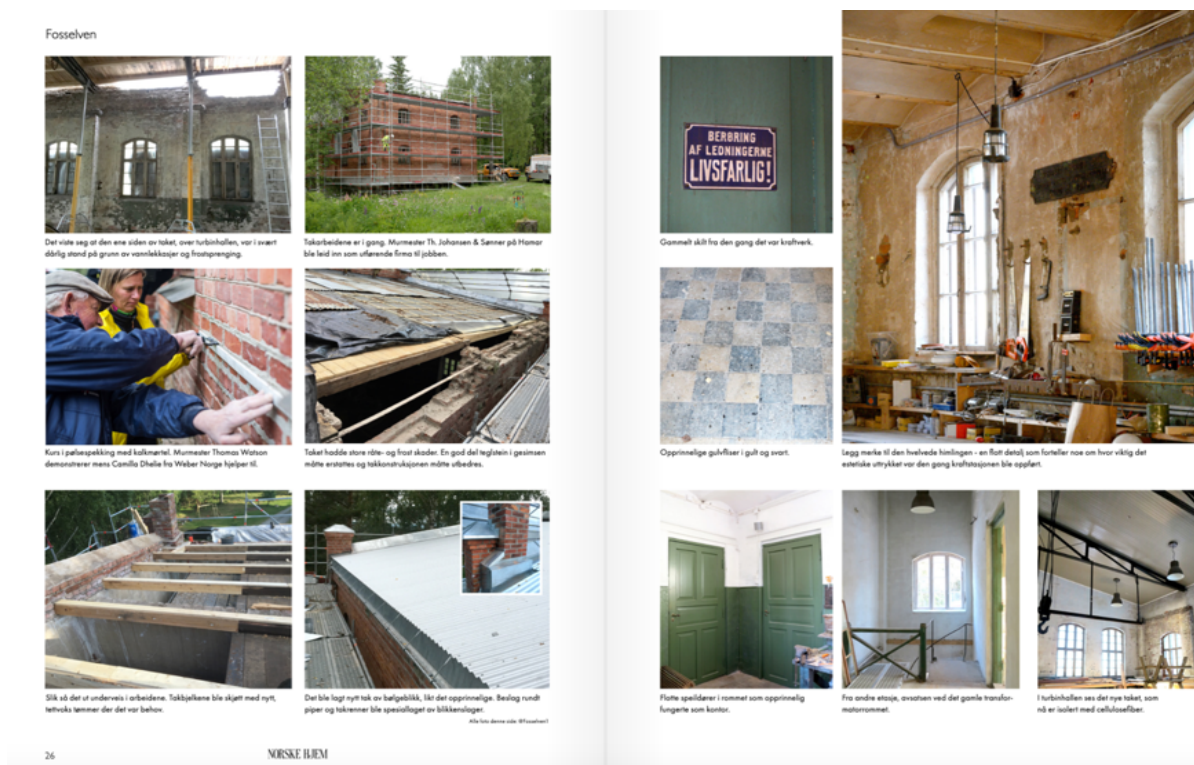 Fosselven
Det viste seg at den ene siden av taket, over turbinhallen, var i svært
dårlig stand på grunn av vannlekkasjer og frostsprenging.
Takarbeidene er i gang. Murmester Th. Johansen & Sønner på Hamar
ble leid inn som utførende firma til jobben.
Kurs i pølsespekking med kalkmørtel. Murmester Thomas Watson
demonstrerer mens Camilla Dhelie fra Weber Norge hjelper til.
Taket hadde store råte- og frost skader. En god del teglstein i gesimsen
måtte erstattes og takkonstruksjonen måtte utbedres.
Slik så det ut underveis i arbeidene. Takbjelkene ble skjøtt med nytt,
tettvoks tømmer der det var behov.
Det ble lagt nytt tak av bølgeblikk, likt det opprinnelige. Beslag rundt
piper og takrenner ble spesiallaget av blikkenslager.
Alle foto denne side: @Fosselven1
26
NORSKE HJEM
BERØRING
AF LEDNINGERNE
LIVSFARLIG!
Gammelt skilt fra den gang det var kraftverk.
Opprinnelige gulvfliser i gult og svart.
Legg merke til den hvelvede himlingen - en flott detalj som forteller noe om hvor viktig det
estetiske uttrykket var den gang kraftstasjonen ble oppført.
Flotte speildører i rommet som opprinnelig
fungerte som kontor.
Fra andre etasje, avsatsen ved det gamle transfor-
matorrommet.
I turbinhallen ses det nye taket, som
nå er isolert med cellulosefiber.